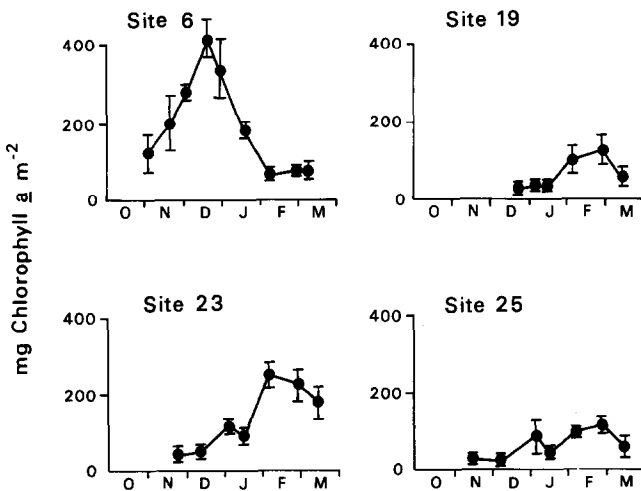 Site 6
400
200
0
O N D J F M
Site 19
400
200
0
O N D J F M
mg Chlorophyll a m-2
Site 23
400
200
0
O N D J F M
Site 25
400
200
0
O N D J F M